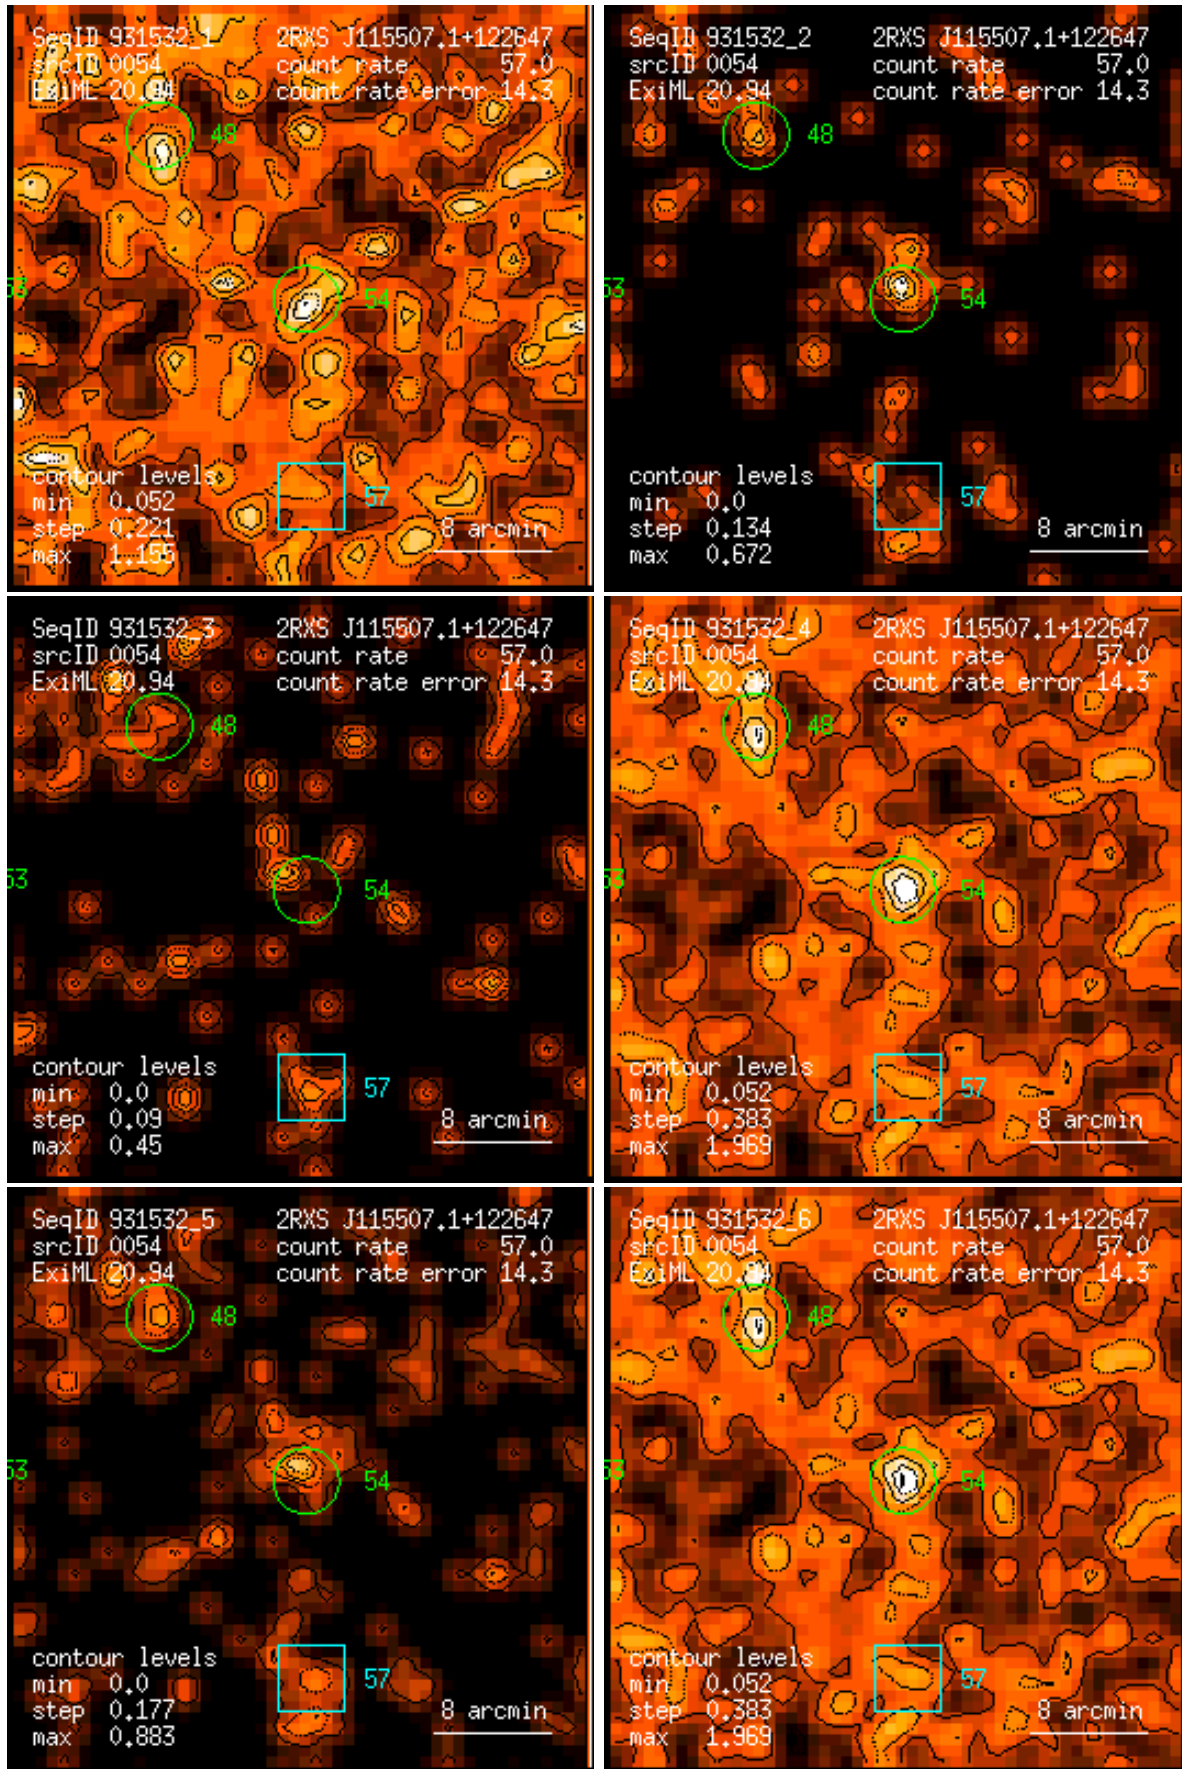 SeqID 931532_1 2RXS J115507.1+122647
srcID 0054 count rate 57.0
ExiML 20.94 count rate error 14.3
48
53
54
contour levels
min 0.052
57
step 0.221
8 arcmin
max 1.155
SeqID 931532_2 2RXS J115507.1+122647
srcID 0054 count rate 57.0
ExiML 20.94 count rate error 14.3
48
53
54
contour levels
min 0.0
57
step 0.134
8 arcmin
max 0.672
SeqID 931532_3 2RXS J115507.1+122647
srcID 0054 count rate 57.0
ExiML 20.94 count rate error 14.3
48
53
54
contour levels
min 0.0
57
step 0.09
8 arcmin
max 0.45
SeqID 931532_4 2RXS J115507.1+122647
srcID 0054 count rate 57.0
ExiML 20.94 count rate error 14.3
48
53
54
contour levels
min 0.052
57
step 0.383
8 arcmin
max 1.969
SeqID 931532_5 2RXS J115507.1+122647
srcID 0054 count rate 57.0
ExiML 20.94 count rate error 14.3
48
53
54
contour levels
min 0.0
57
step 0.177
8 arcmin
max 0.883
SeqID 931532_6 2RXS J115507.1+122647
srcID 0054 count rate 57.0
ExiML 20.94 count rate error 14.3
48
53
54
contour levels
min 0.052
57
step 0.383
8 arcmin
max 1.969